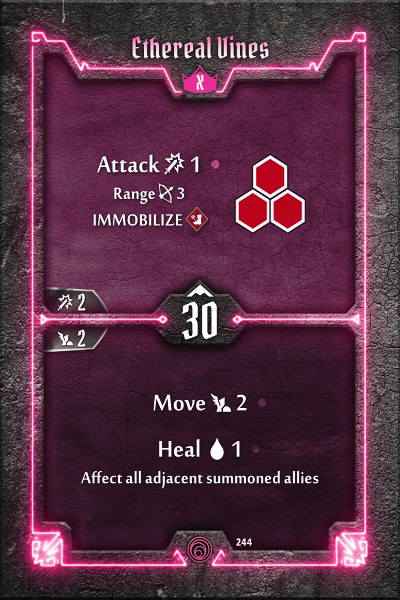 Ethereal Vines
X
Attack 1
Range 3
IMMOBILIZE
2
30
2
Move 2
Heal 1
Affect all adjacent summoned allies
244